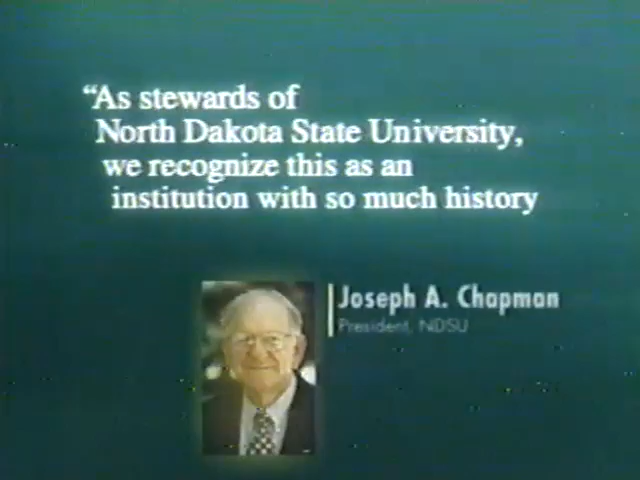 “As stewards of
North Dakota State University,
we recognize this as an
institution with so much history
Joseph A. Chapman
President, NDSU